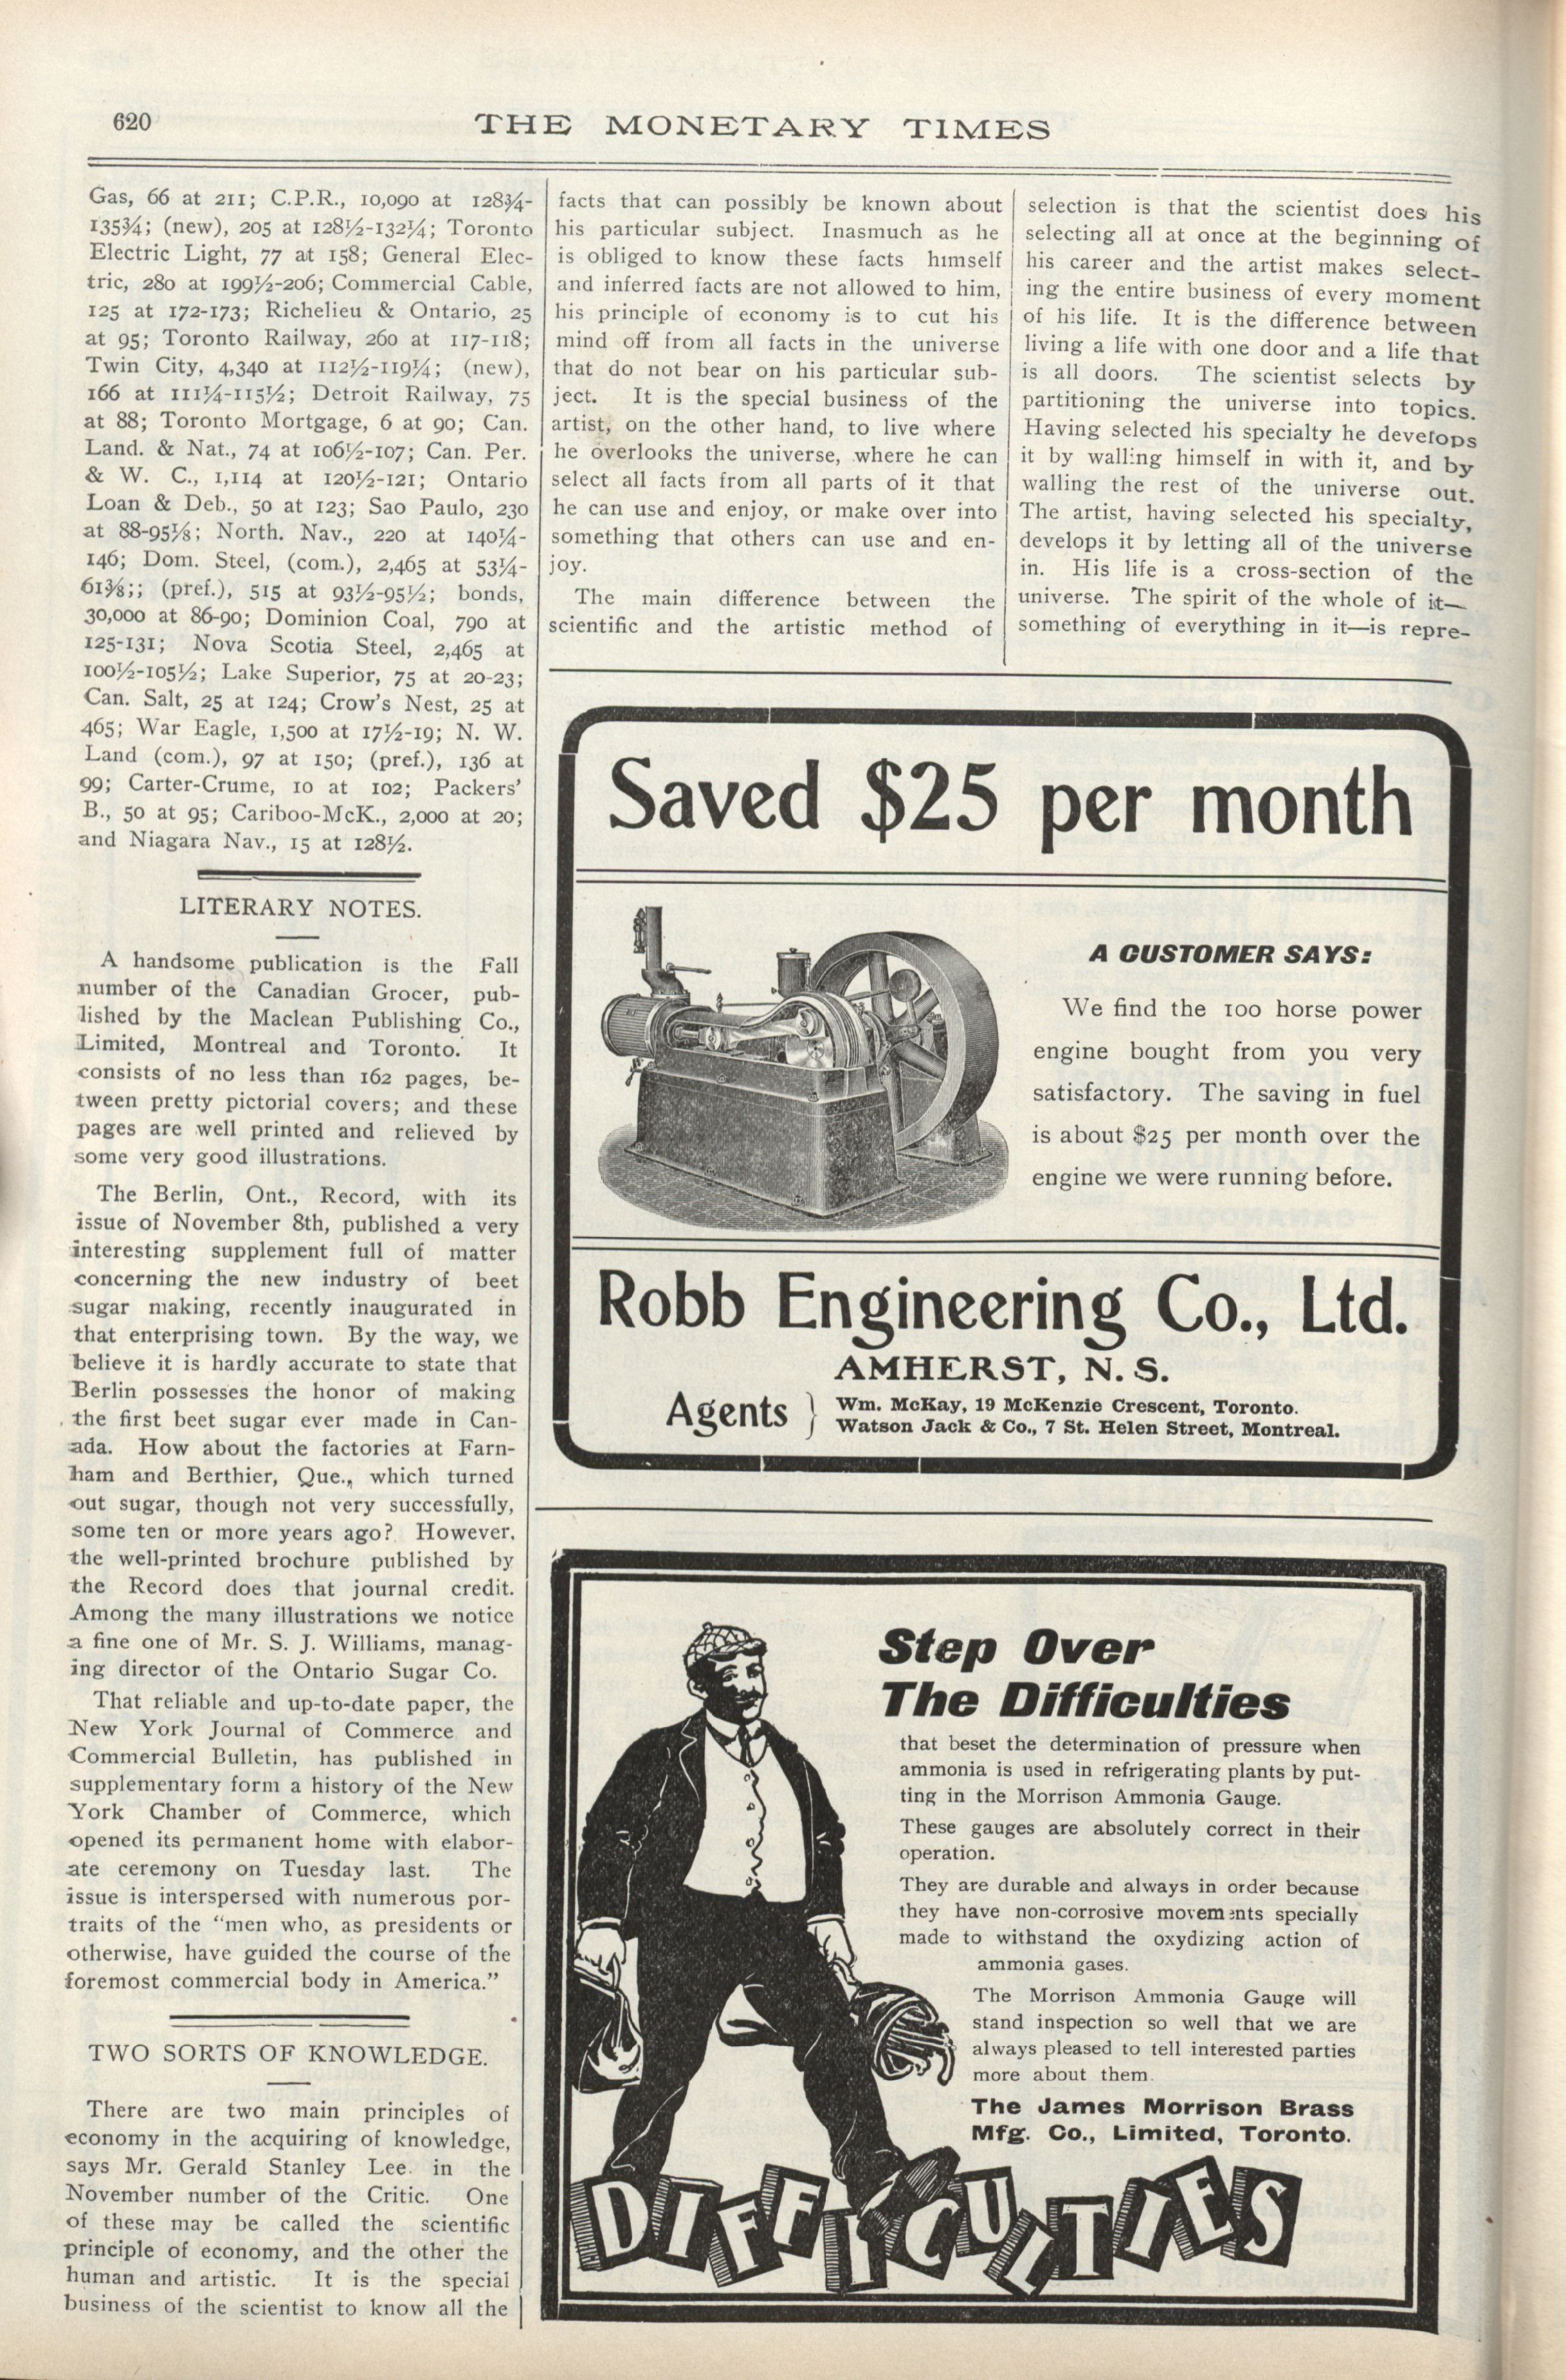 620
THE MONETARY TIMES
Gas, 66 at 211; C.P.R., 10,090 at 128¾-
135¾; (new), 205 at 128½-132¼; Toronto
Electric Light, 77 at 158; General Elec-
tric, 280 at 199½-206; Commercial Cable,
125 at 172-173; Richelieu & Ontario, 25
at 95; Toronto Railway, 260 at 117-118;
Twin City, 4,340 at 112½-119¼; (new),
166 at 111¼-115½; Detroit Railway, 75
at 88; Toronto Mortgage, 6 at 90; Can.
Land. & Nat., 74 at 106½-107; Can. Per.
& W. C., 1,114 at 120½-121; Ontario
Loan & Deb., 50 at 123; Sao Paulo, 230
at 88-95⅛; North. Nav., 220 at 140¼-
146; Dom. Steel, (com.), 2,465 at 53¼-
61⅜;; (pref.), 515 at 93½-95½; bonds,
30,000 at 86-90; Dominion Coal, 790 at
125-131; Nova Scotia Steel, 2,465 at
100½-105½; Lake Superior, 75 at 20-23;
Can. Salt, 25 at 124; Crow's Nest, 25 at
465; War Eagle, 1,500 at 17½-19; N. W.
Land (com.), 97 at 150; (pref.), 136 at
99; Carter-Crume, 10 at 102; Packers'
B., 50 at 95; Cariboo-McK., 2,000 at 20;
and Niagara Nav., 15 at 128½.
LITERARY NOTES.
A handsome publication is the Fall
number of the Canadian Grocer, pub-
lished by the Maclean Publishing Co.,
Limited, Montreal and Toronto. It
consists of no less than 162 pages, be-
tween pretty pictorial covers; and these
pages are well printed and relieved by
some very good illustrations.
The Berlin, Ont., Record, with its
issue of November 8th, published a very
interesting supplement full of matter
concerning the new industry of beet
sugar making, recently inaugurated in
that enterprising town. By the way, we
believe it is hardly accurate to state that
Berlin possesses the honor of making
the first beet sugar ever made in Can-
ada. How about the factories at Farn-
ham and Berthier, Que., which turned
out sugar, though not very successfully,
some ten or more years ago? However,
the well-printed brochure published by
the Record does that journal credit.
Among the many illustrations we notice
a fine one of Mr. S. J. Williams, manag-
ing director of the Ontario Sugar Co.
That reliable and up-to-date paper, the
New York Journal of Commerce and
Commercial Bulletin, has published in
supplementary form a history of the New
York Chamber of Commerce, which
opened its permanent home with elabor-
ate ceremony on Tuesday last. The
issue is interspersed with numerous por-
traits of the "men who, as presidents or
otherwise, have guided the course of the
foremost commercial body in America."
TWO SORTS OF KNOWLEDGE.
There are two main principles of
economy in the acquiring of knowledge,
says Mr. Gerald Stanley Lee in the
November number of the Critic. One
of these may be called the scientific
principle of economy, and the other the
human and artistic. It is the special
business of the scientist to know all the
facts that can possibly be known about
his particular subject. Inasmuch as he
is obliged to know these facts himself
and inferred facts are not allowed to him,
his principle of economy is to cut his
mind off from all facts in the universe
that do not bear on his particular sub-
ject. It is the special business of the
artist, on the other hand, to live where
he overlooks the universe, where he can
select all facts from all parts of it that
he can use and enjoy, or make over into
something that others can use and en-
joy.
The main difference between the
scientific and the artistic method of
selection is that the scientist does his
selecting all at once at the beginning of
his career and the artist makes select-
ing the entire business of every moment
of his life. It is the difference between
living a life with one door and a life that
is all doors. The scientist selects by
partitioning the universe into topics.
Having selected his specialty he develops
it by walling himself in with it, and by
walling the rest of the universe out.
The artist, having selected his specialty,
develops it by letting all of the universe
in. His life is a cross-section of the
universe. The spirit of the whole of it—
something of everything in it—is repre-
Saved $25 per month
A CUSTOMER SAYS:
We find the 100 horse power
engine bought from you very
satisfactory. The saving in fuel
is about $25 per month over the
engine we were running before.
Robb Engineering Co., Ltd.
AMHERST, N. S.
Agents } Wm. McKay, 19 McKenzie Crescent, Toronto.
Watson Jack & Co., 7 St. Helen Street, Montreal.
Step Over
The Difficulties
that beset the determination of pressure when
ammonia is used in refrigerating plants by put-
ting in the Morrison Ammonia Gauge.
These gauges are absolutely correct in their
operation.
They are durable and always in order because
they have non-corrosive movements specially
made to withstand the oxydizing action of
ammonia gases.
The Morrison Ammonia Gauge will
stand inspection so well that we are
always pleased to tell interested parties
more about them.
The James Morrison Brass
Mfg. Co., Limited, Toronto.
DIFFICULTIES